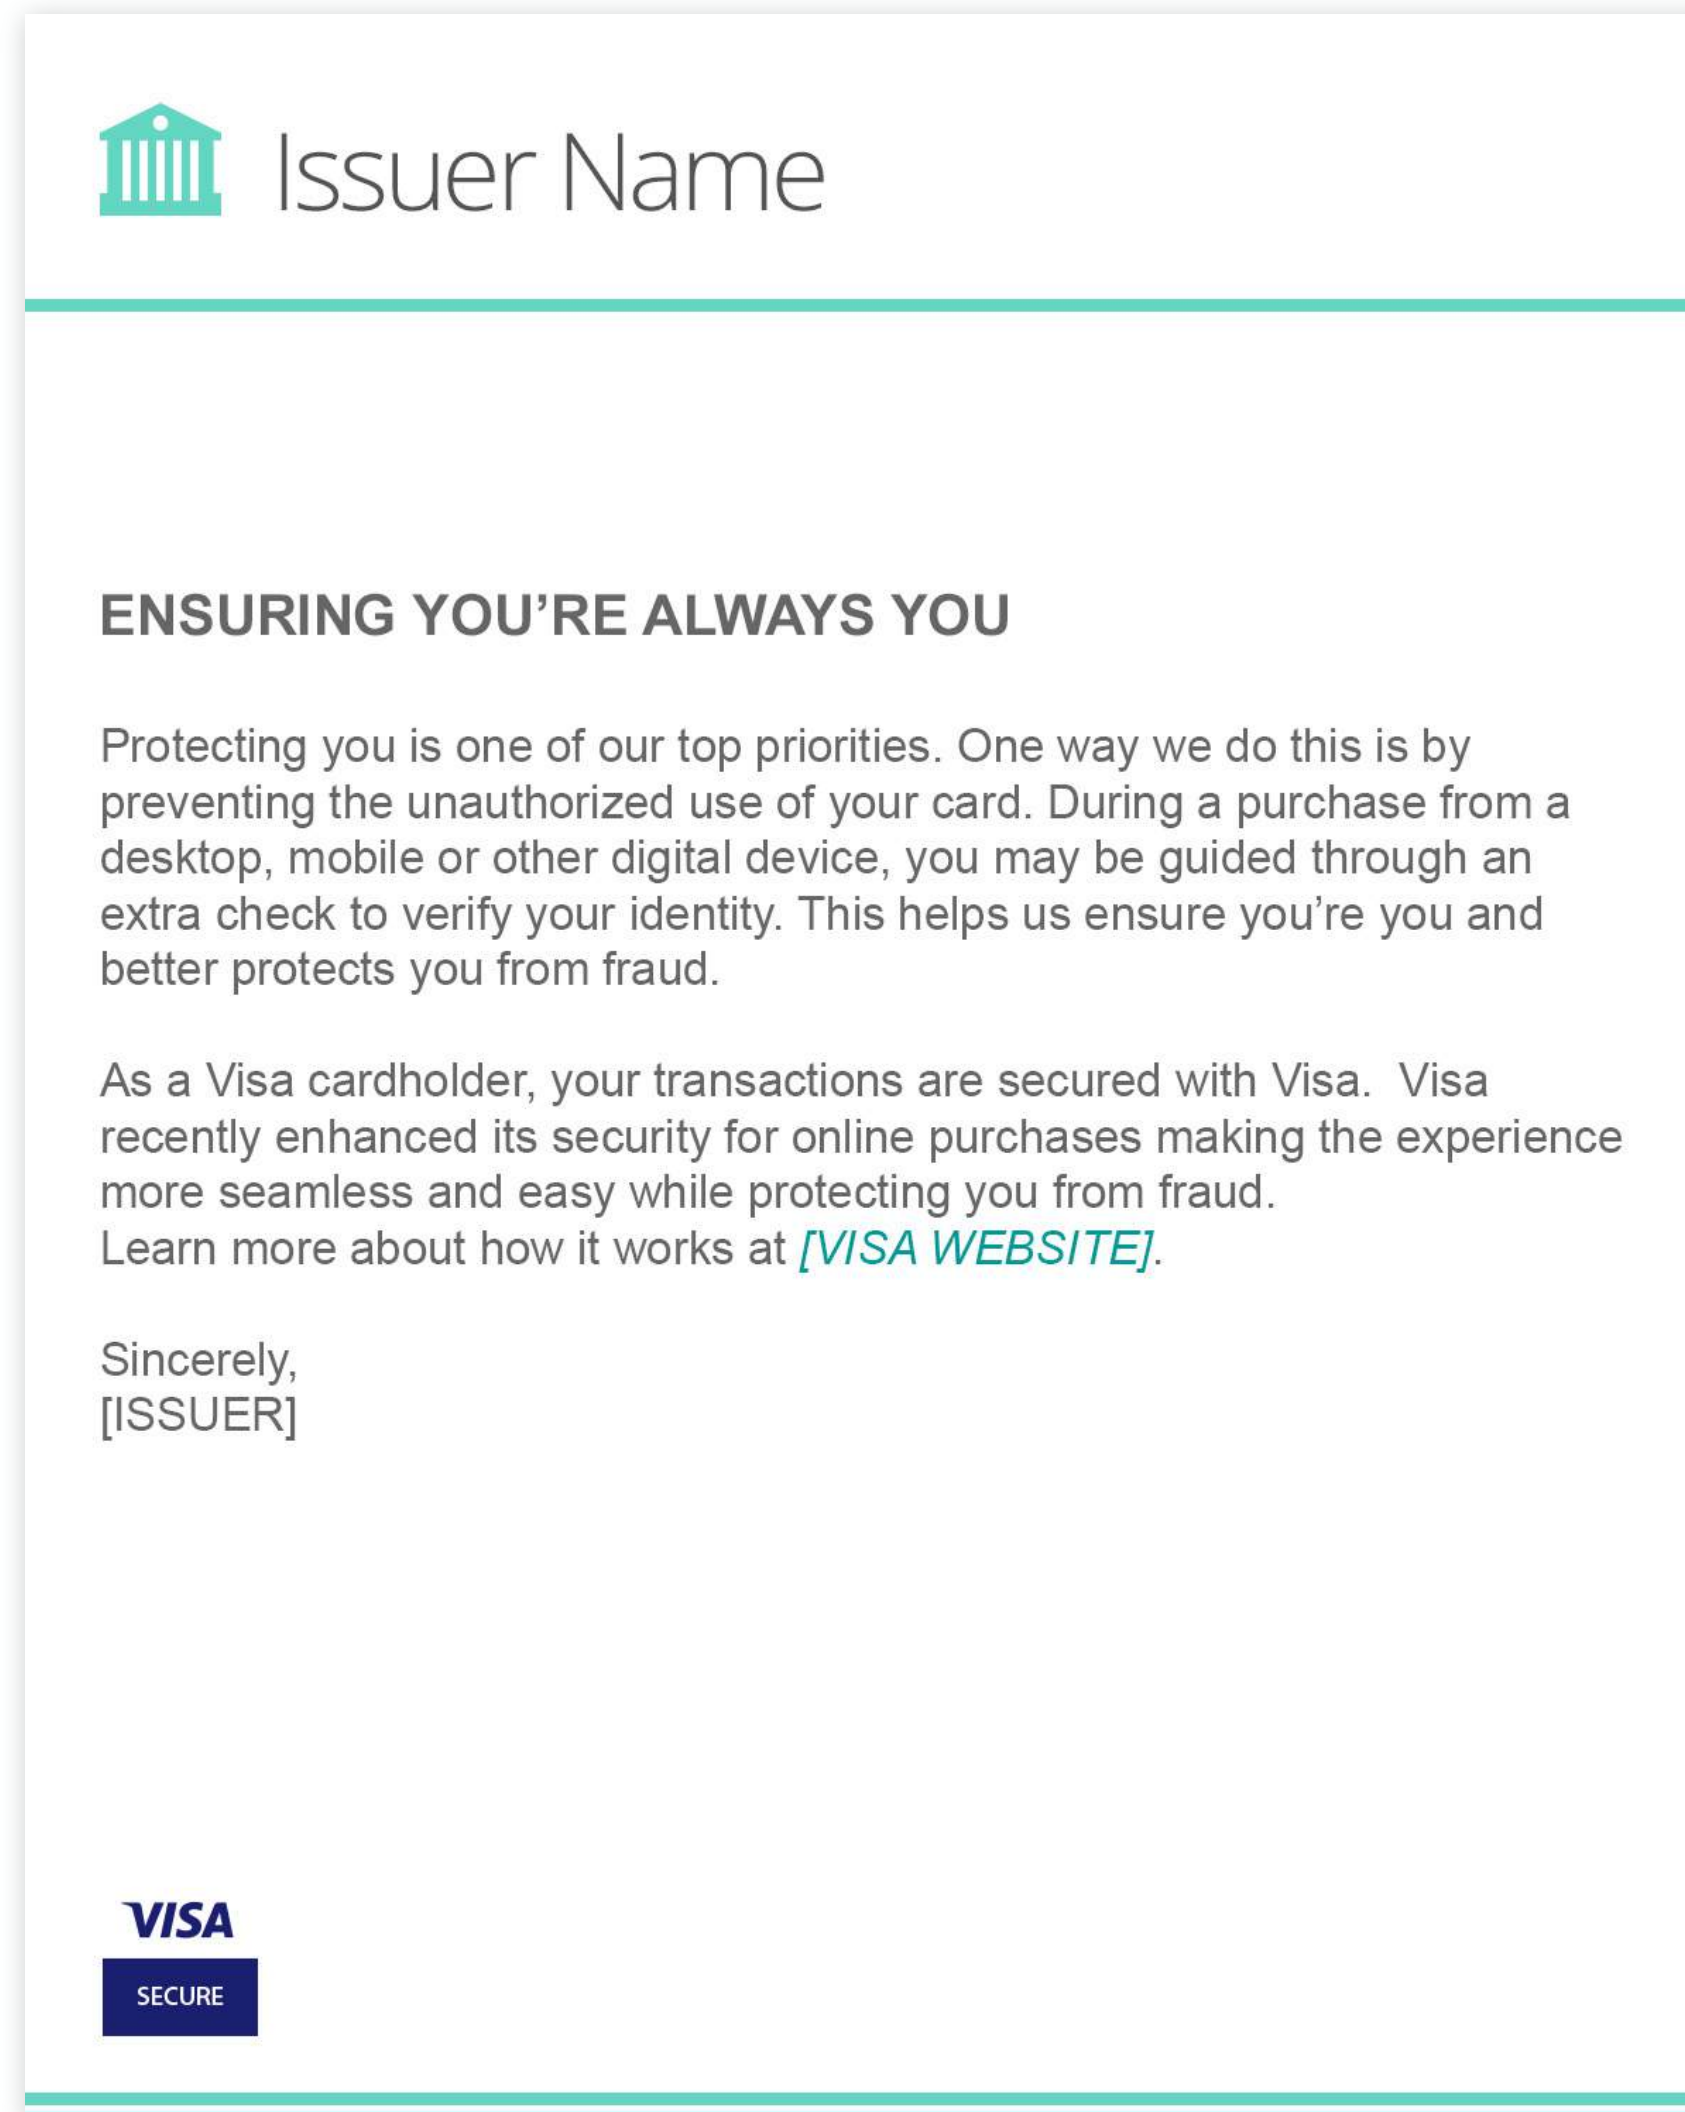 Issuer Name
ENSURING YOU’RE ALWAYS YOU
Protecting you is one of our top priorities. One way we do this is by
preventing the unauthorized use of your card. During a purchase from a
desktop, mobile or other digital device, you may be guided through an
extra check to verify your identity. This helps us ensure you’re you and
better protects you from fraud.
As a Visa cardholder, your transactions are secured with Visa.  Visa
recently enhanced its security for online purchases making the experience
more seamless and easy while protecting you from fraud.
Learn more about how it works at [VISA WEBSITE].
Sincerely,
[ISSUER]
VISA
SECURE